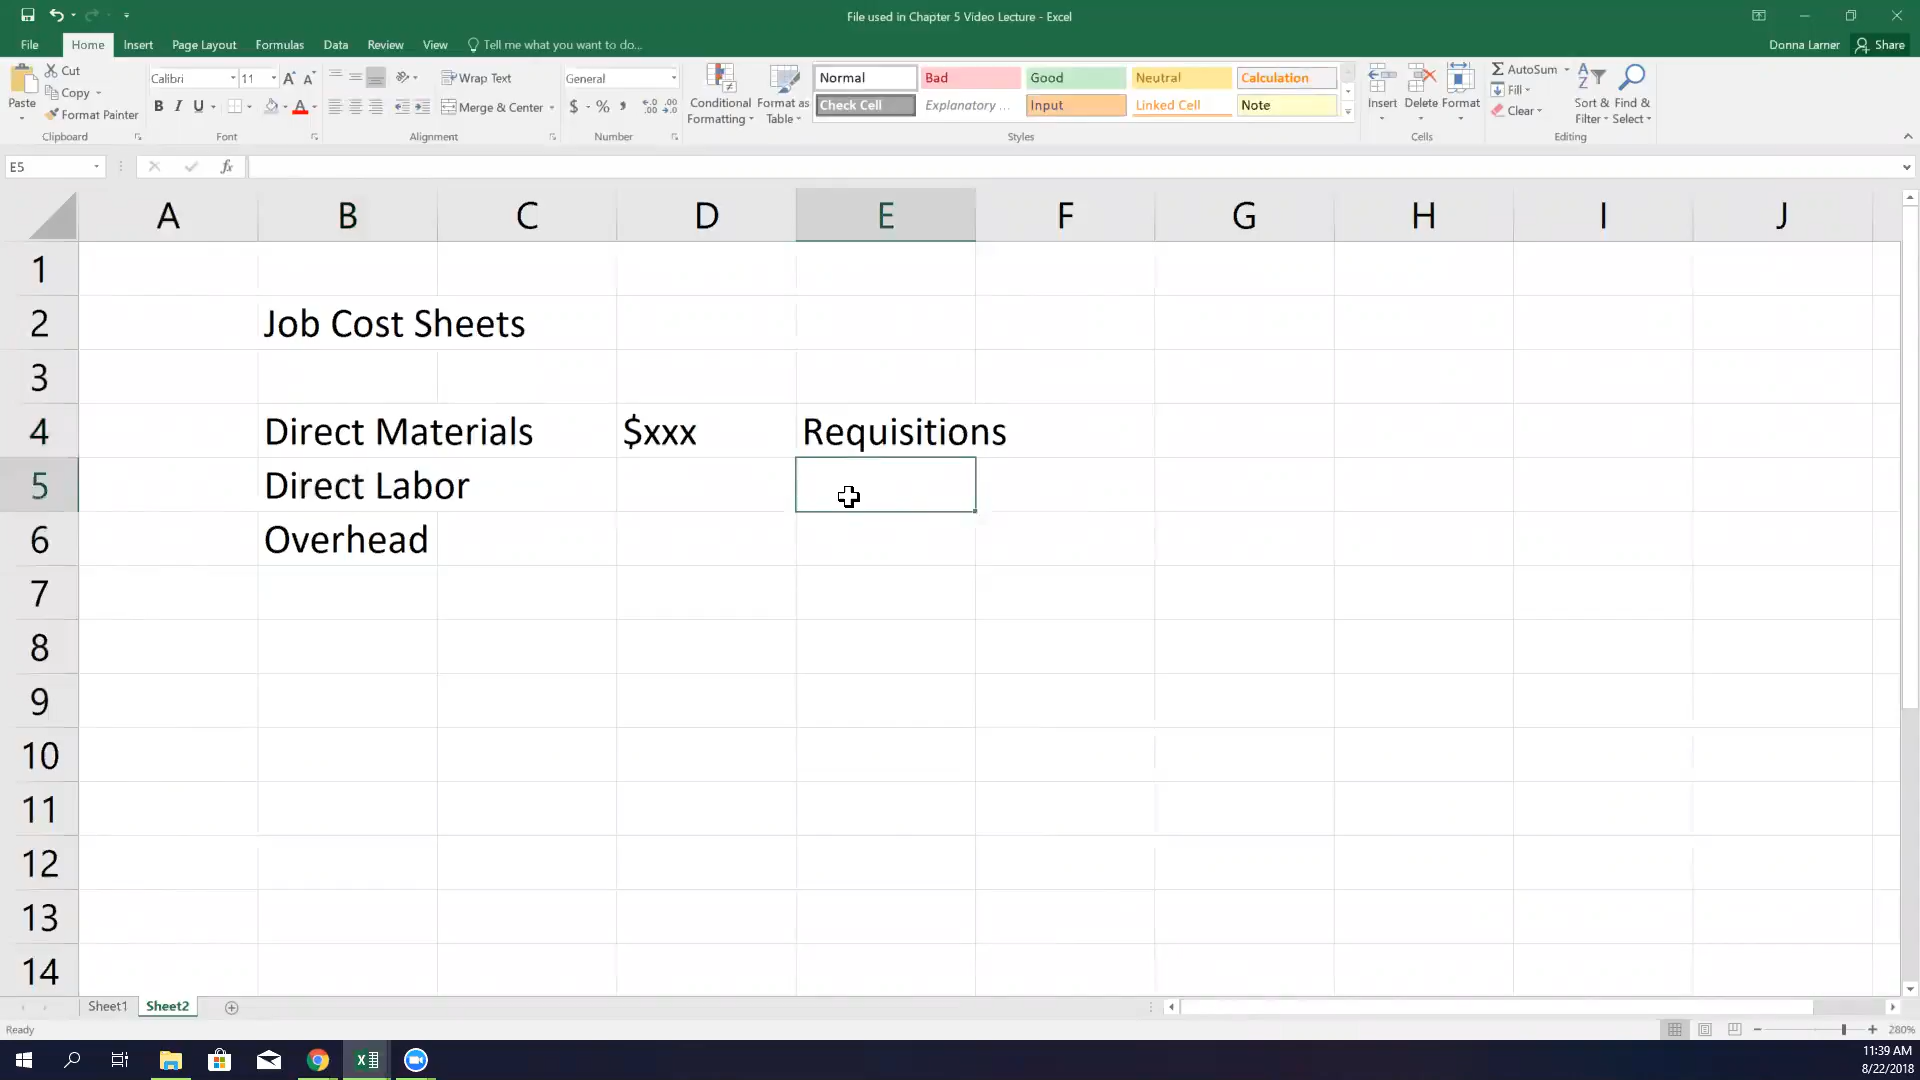 File used in Chapter 5 Video Lecture - Excel
File Home Insert Page Layout Formulas Data Review View Tell me what you want to do... Donna Larner Share
Paste
Cut
Copy
Format Painter
Clipboard
Calibri 11
B I U
Font
Wrap Text
Merge & Center
Alignment
General
$ % ,
Number
Conditional Formatting
Format as Table
Normal Bad Good Neutral Calculation
Check Cell Explanatory ... Input Linked Cell Note
Styles
Insert Delete Format
Cells
AutoSum
Fill
Clear
Sort & Filter
Find & Select
Editing
E5 fx
A B C D E F G H I J
1
2 Job Cost Sheets
3
4 Direct Materials $xxx Requisitions
5 Direct Labor
6 Overhead
7
8
9
10
11
12
13
14
Sheet1 Sheet2
Ready 280%
11:39 AM
8/22/2018